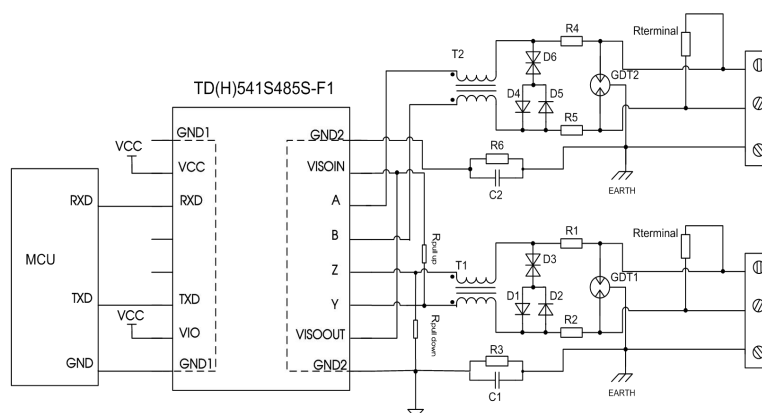 TD(H)541S485S-F1
MCU
RXD
TXD
GND
VCC
VCC
GND1
VCC
RXD
TXD
VIO
GND1
GND2
VISOIN
A
B
Z
Y
VISOOUT
GND2
Rpull up
Rpull down
T2
D6
D4
D5
R4
R5
GDT2
Rterminal
R6
C2
EARTH
T1
D3
D1
D2
R1
R2
GDT1
Rterminal
R3
C1
EARTH